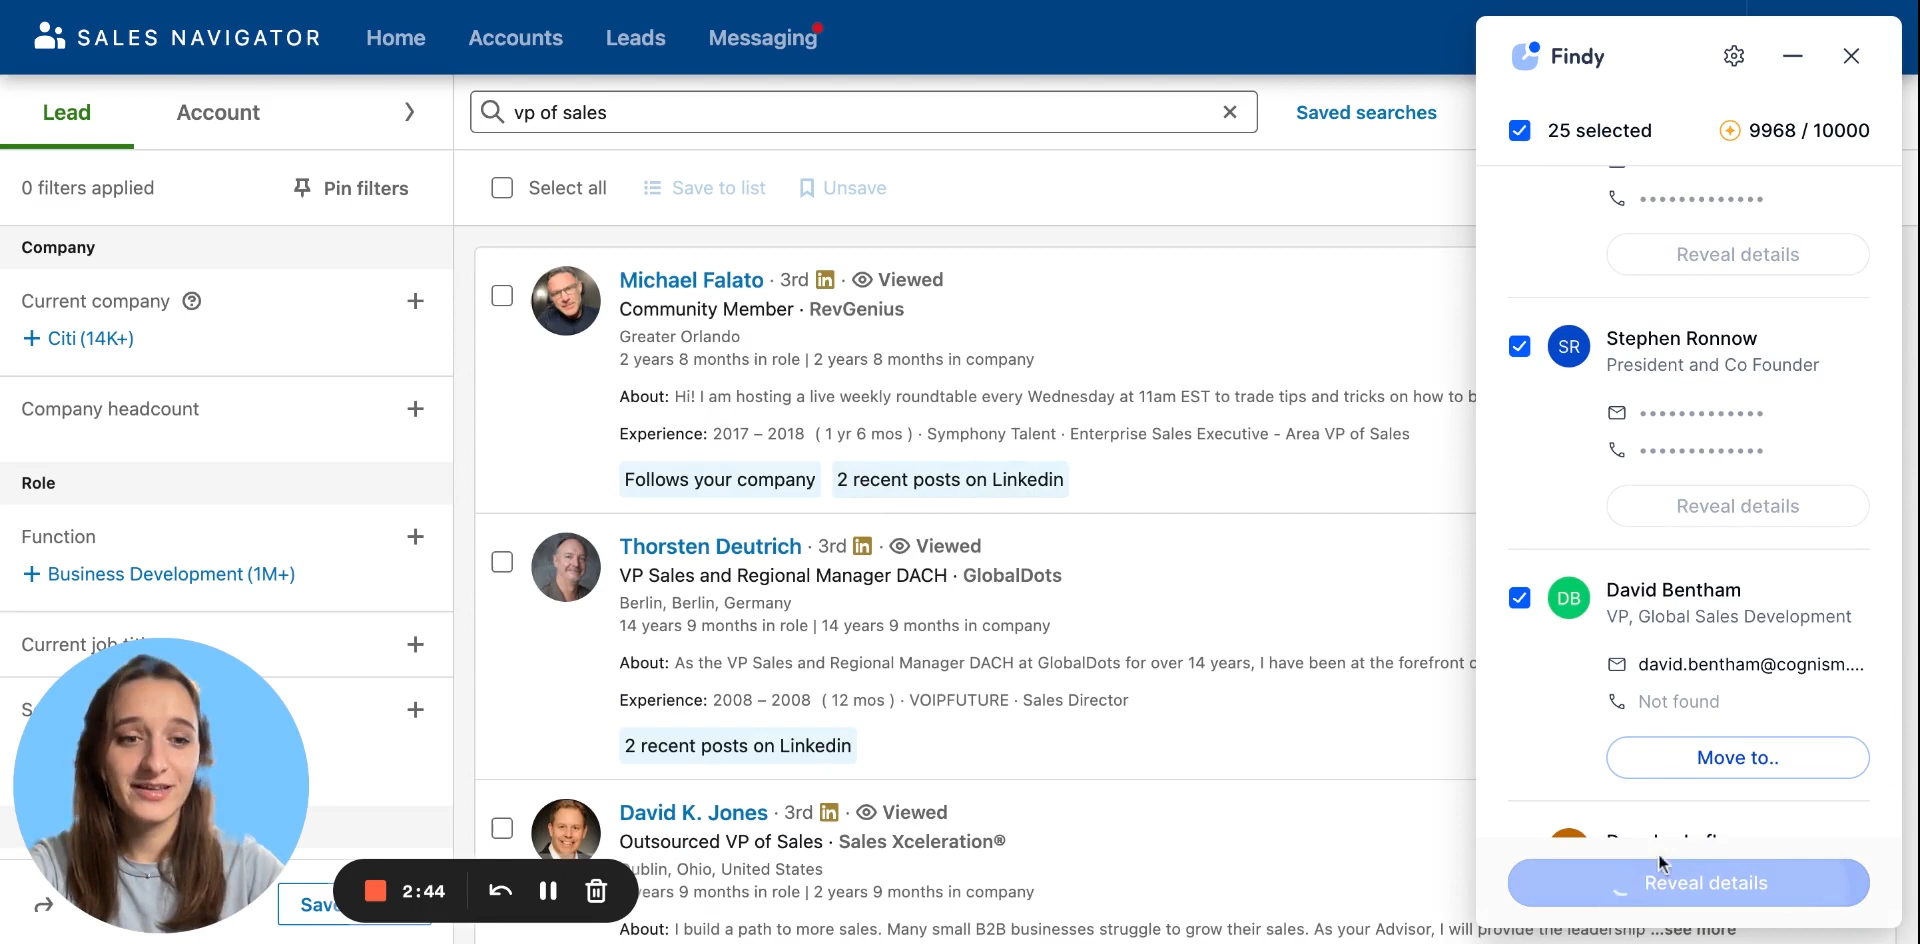 SALES NAVIGATOR
Home
Accounts
Leads
Messaging
Lead
Account
vp of sales
Saved searches
0 filters applied
Pin filters
Select all
Save to list
Unsave
Company
Current company
+ Citi (14K+)
Company headcount
Role
Function
+ Business Development (1M+)
Current job
Michael Falato · 3rd in · Viewed
Community Member · RevGenius
Greater Orlando
2 years 8 months in role | 2 years 8 months in company
About: Hi! I am hosting a live weekly roundtable every Wednesday at 11am EST to trade tips and tricks on how to b
Experience: 2017 – 2018 ( 1 yr 6 mos ) · Symphony Talent · Enterprise Sales Executive - Area VP of Sales
Follows your company
2 recent posts on Linkedin
Thorsten Deutrich · 3rd in · Viewed
VP Sales and Regional Manager DACH · GlobalDots
Berlin, Berlin, Germany
14 years 9 months in role | 14 years 9 months in company
About: As the VP Sales and Regional Manager DACH at GlobalDots for over 14 years, I have been at the forefront
Experience: 2008 – 2008 ( 12 mos ) · VOIPFUTURE · Sales Director
2 recent posts on Linkedin
David K. Jones · 3rd in · Viewed
Outsourced VP of Sales · Sales Xceleration®
ublin, Ohio, United States
years 9 months in role | 2 years 9 months in company
About: I build a path to more sales. Many small B2B businesses struggle to grow their sales. As your Advisor, I will provide the leadership ...see more
Sav
2:44
Findy
25 selected
9968 / 10000
Reveal details
SR
Stephen Ronnow
President and Co Founder
Reveal details
DB
David Bentham
VP, Global Sales Development
david.bentham@cognism....
Not found
Move to..
Reveal details